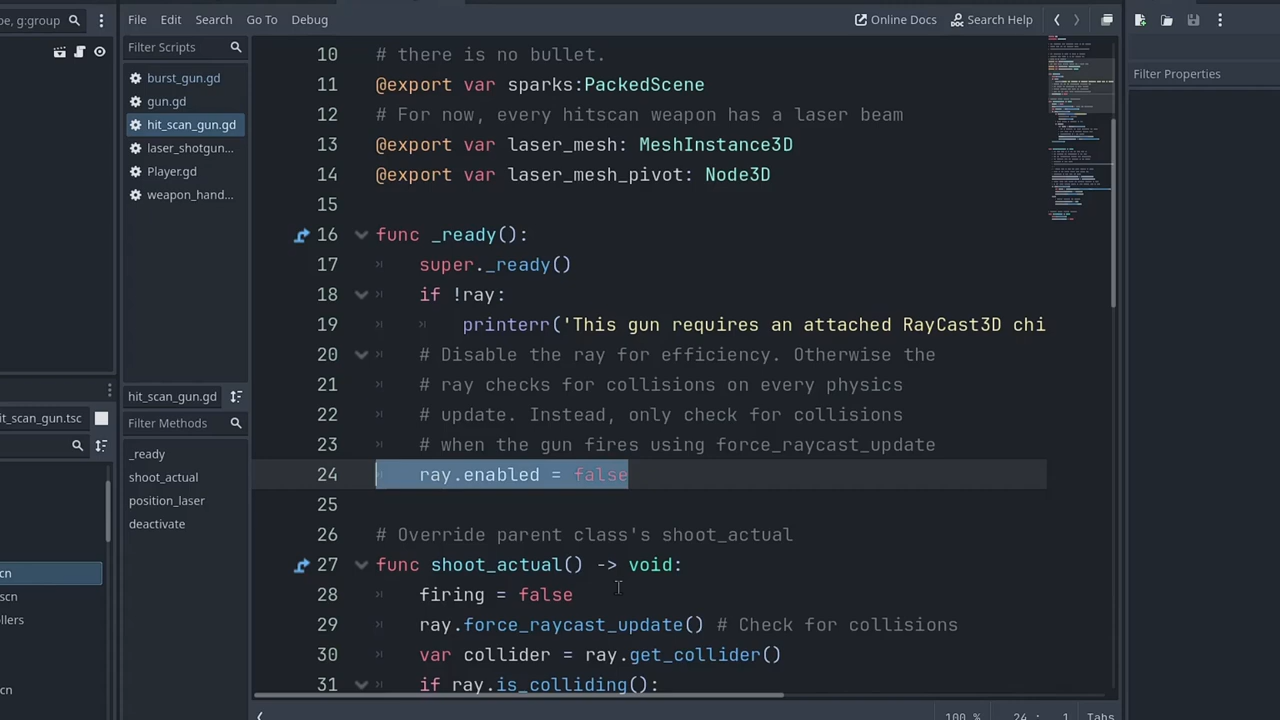 pe, g:group
File Edit Search Go To Debug
Online Docs Search Help
Filter Scripts
burst_gun.gd
gun.gd
hit_scan_gun.gd
laser_shotgun...
Player.gd
weapon_hand...
hit_scan_gun.gd
Filter Methods
_ready
shoot_actual
position_laser
deactivate
it_scan_gun.tsc
cn
scn
ollers
cn
10 # there is no bullet.
11 @export var sparks:PackedScene
12 # For now, every hitscan weapon has a laser beam
13 @export var laser_mesh: MeshInstance3D
14 @export var laser_mesh_pivot: Node3D
15
16 func _ready():
17 super._ready()
18 if !ray:
19 printerr('This gun requires an attached RayCast3D chi
20 # Disable the ray for efficiency. Otherwise the
21 # ray checks for collisions on every physics
22 # update. Instead, only check for collisions
23 # when the gun fires using force_raycast_update
24 ray.enabled = false
25
26 # Override parent class's shoot_actual
27 func shoot_actual() -> void:
28 firing = false
29 ray.force_raycast_update() # Check for collisions
30 var collider = ray.get_collider()
31 if ray.is_colliding():
100 % 24 : 1 Tabs
Filter Properties